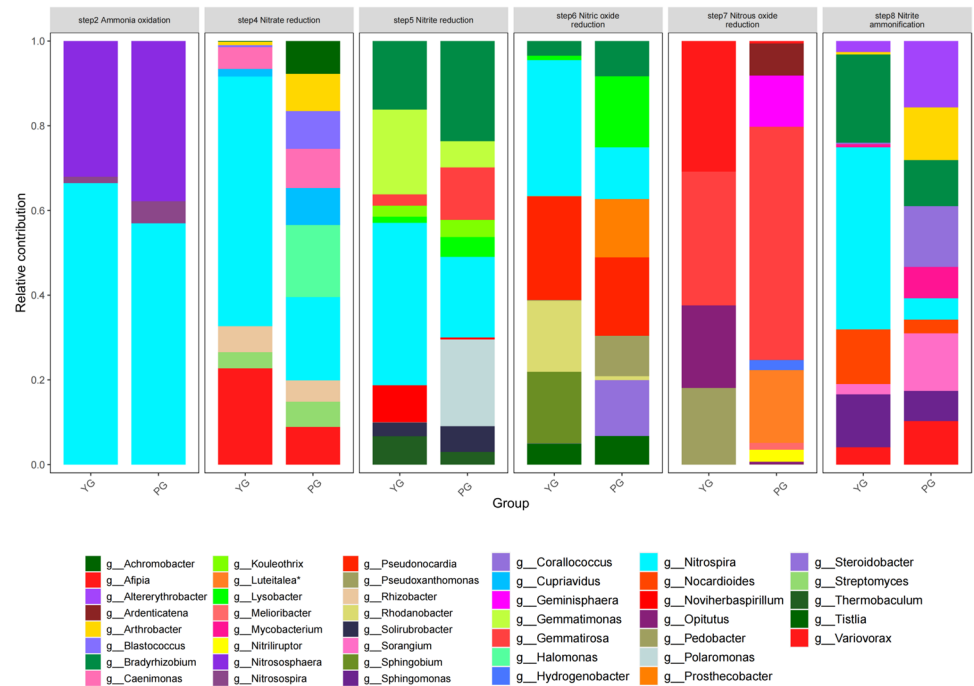 step2 Ammonia oxidation
step4 Nitrate reduction
step5 Nitrite reduction
step6 Nitric oxide
reduction
step7 Nitrous oxide
reduction
step8 Nitrite
ammonification
Relative contribution
1.0
0.8
0.6
0.4
0.2
0.0
YG PG YG PG YG PG YG PG YG PG YG PG
Group
g__Achromobacter
g__Afipia
g__Altererythrobacter
g__Ardenticatena
g__Arthrobacter
g__Blastococcus
g__Bradyrhizobium
g__Caenimonas
g__Kouleothrix
g__Luteitalea*
g__Lysobacter
g__Melioribacter
g__Mycobacterium
g__Nitriliruptor
g__Nitrososphaera
g__Nitrosospira
g__Pseudonocardia
g__Pseudoxanthomonas
g__Rhizobacter
g__Rhodanobacter
g__Solirubrobacter
g__Sorangium
g__Sphingobium
g__Sphingomonas
g__Corallococcus
g__Cupriavidus
g__Geminisphaera
g__Gemmatimonas
g__Gemmatirosa
g__Halomonas
g__Hydrogenobacter
g__Nitrospira
g__Nocardioides
g__Noviherbaspirillum
g__Opitutus
g__Pedobacter
g__Polaromonas
g__Prosthecobacter
g__Steroidobacter
g__Streptomyces
g__Thermobaculum
g__Tistlia
g__Variovorax